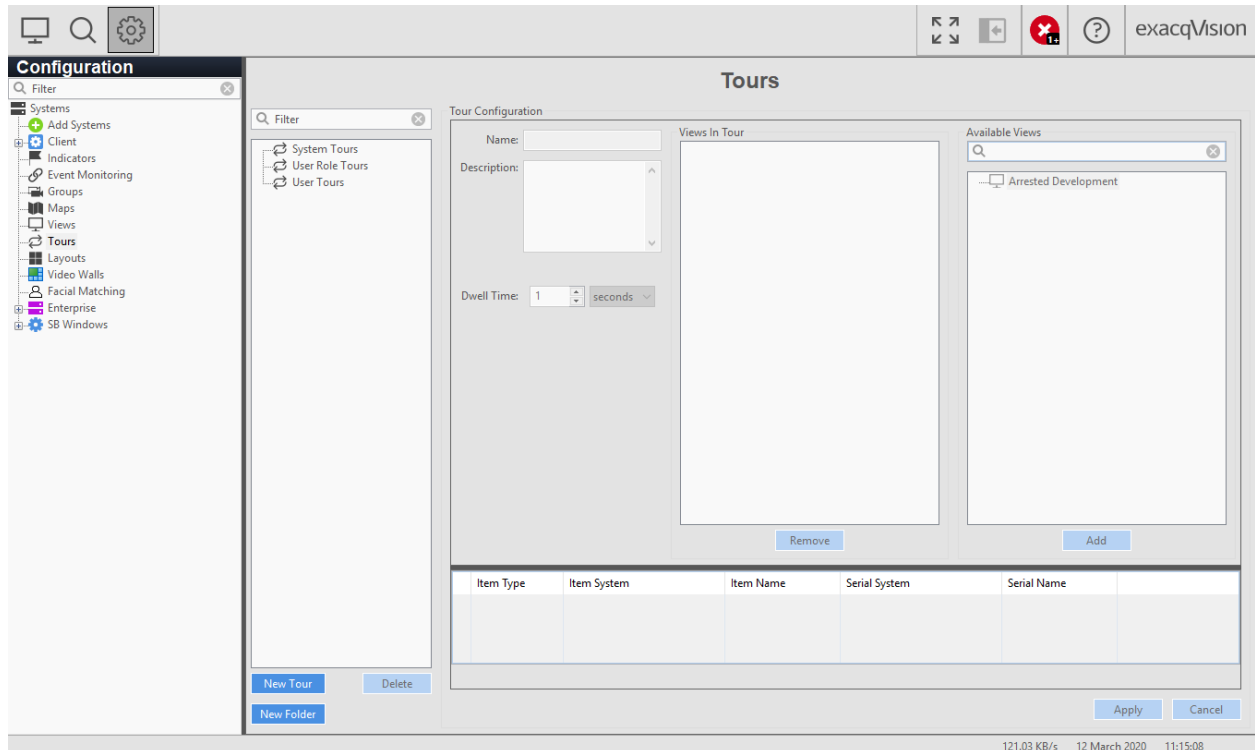 exacqVision
1+
?
Configuration
Filter
Systems
Add Systems
Client
Indicators
Event Monitoring
Groups
Maps
Views
Tours
Layouts
Video Walls
Facial Matching
Enterprise
SB Windows
Tours
Filter
System Tours
User Role Tours
User Tours
New Tour
Delete
New Folder
Tour Configuration
Name:
Description:
Dwell Time: 1 seconds
Views In Tour
Remove
Available Views
Arrested Development
Add
Item Type Item System Item Name Serial System Serial Name
Apply Cancel
121.03 KB/s 12 March 2020 11:15:08